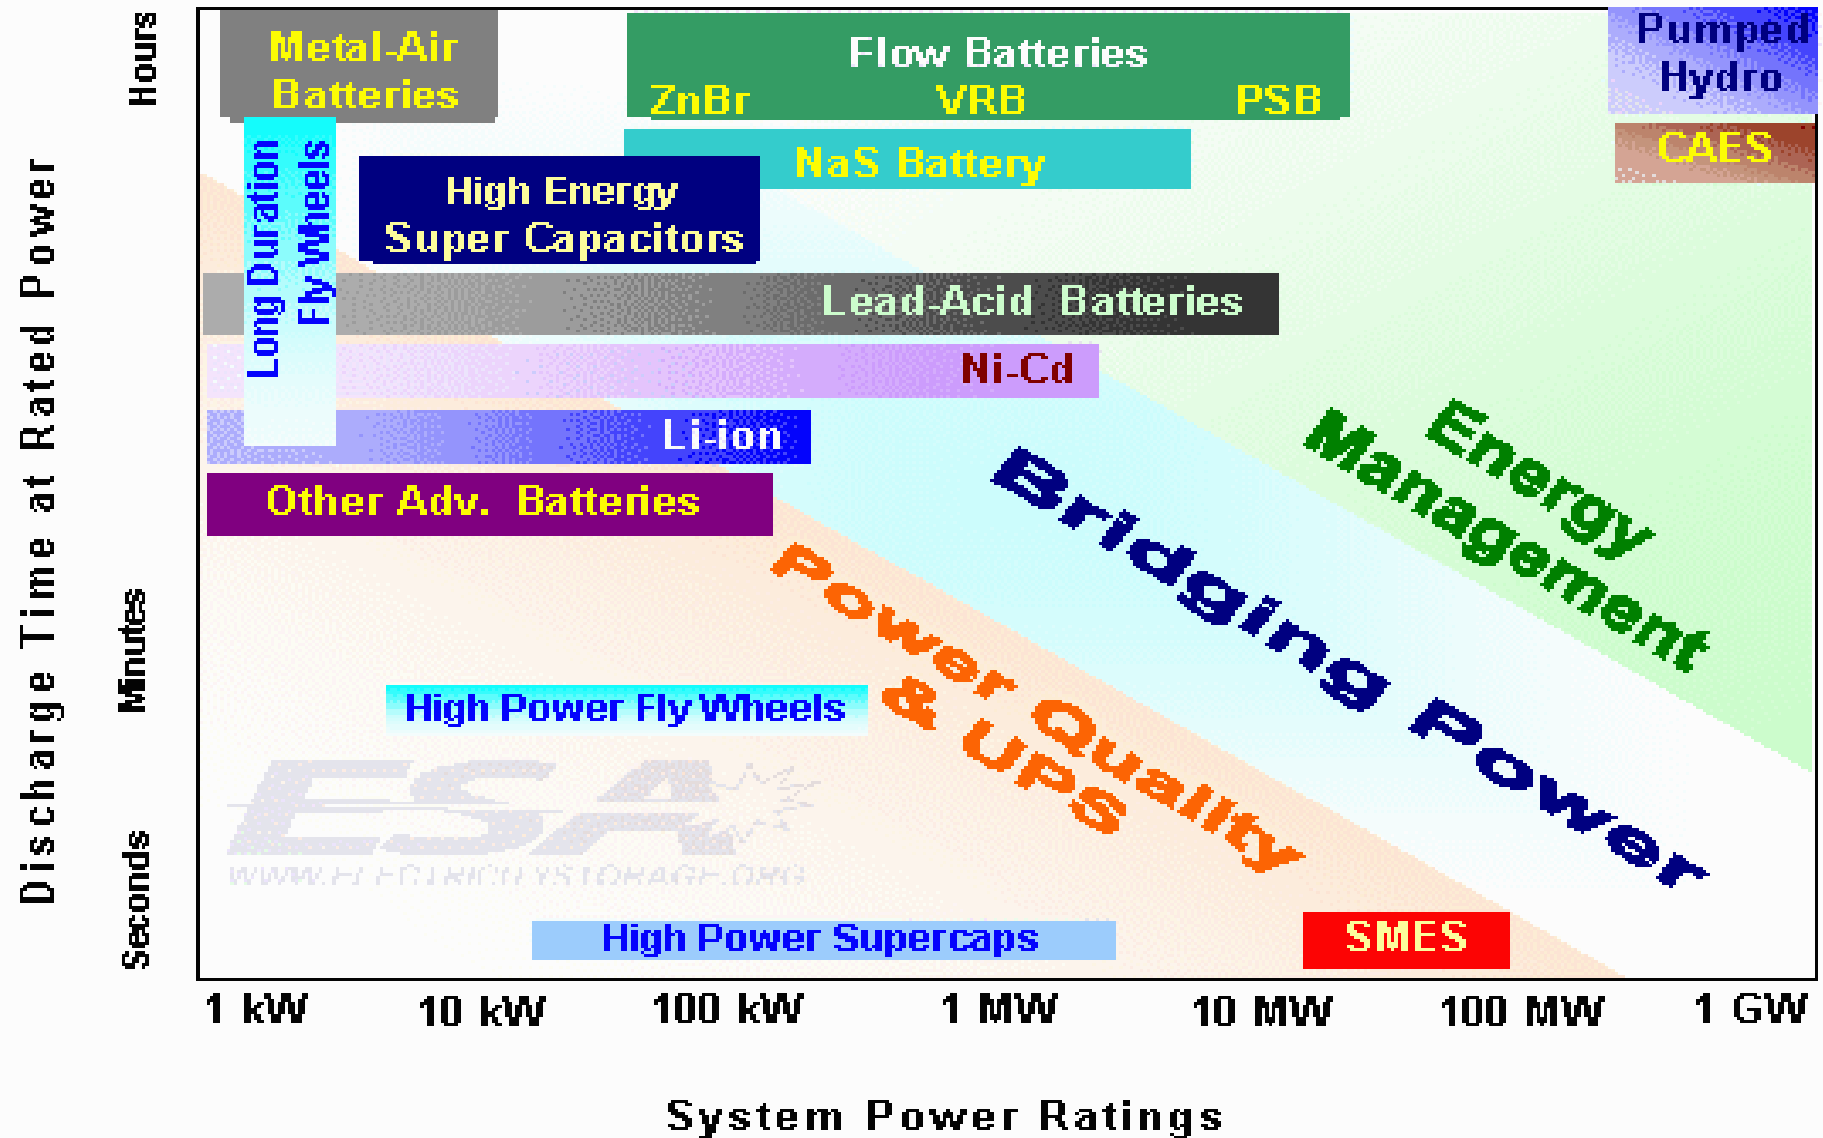 Hours
Metal-Air
Batteries
Flow Batteries
ZnBr VRB PSB
Pumped
Hydro
CAES
NaS Battery
Long Duration
Fly Wheels
High Energy
Super Capacitors
Lead-Acid Batteries
Ni-Cd
Li-ion
Other Adv. Batteries
Energy
Management
Bridging Power
Power Quality
& UPS
Discharge Time at Rated Power
Minutes
High Power Fly Wheels
ESA
WWW.ELECTRICITYSTORAGE.ORG
Seconds
High Power Supercaps
SMES
1 kW 10 kW 100 kW 1 MW 10 MW 100 MW 1 GW
System Power Ratings